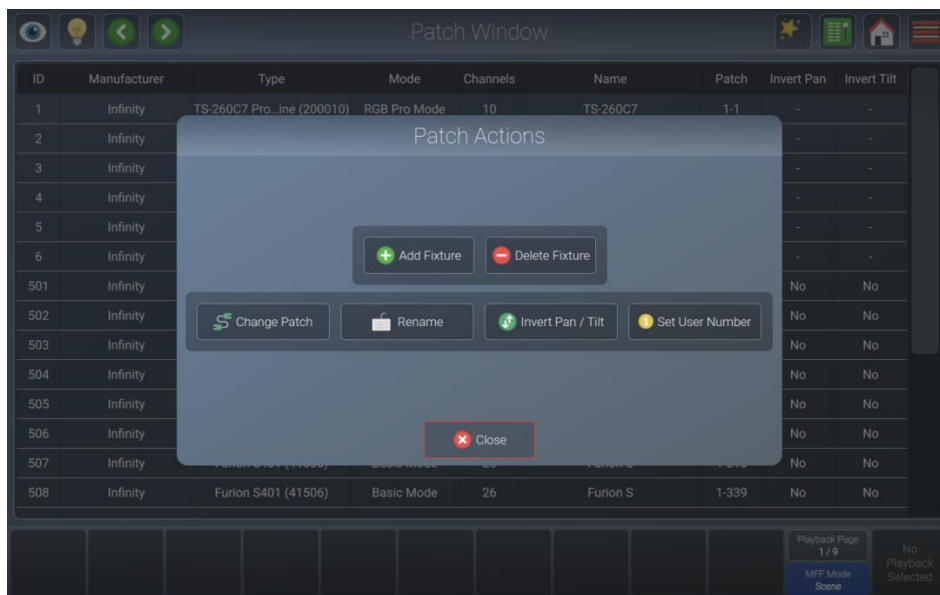 Patch Window
ID Manufacturer Type Mode Channels Name Patch Invert Pan Invert Tilt
1 Infinity TS-260C7 Pro...ine (200010) RGB Pro Mode 10 TS-260C7 1-1 - -
2 Infinity - -
3 Infinity - -
4 Infinity - -
5 Infinity - -
6 Infinity - -
501 Infinity No No
502 Infinity No No
503 Infinity No No
504 Infinity No No
505 Infinity No No
506 Infinity No No
507 Infinity No No
508 Infinity Furion S401 (41506) Basic Mode 26 Furion S 1-339 No No
Patch Actions
Add Fixture Delete Fixture
Change Patch Rename Invert Pan / Tilt Set User Number
Close
Playback Page
1 / 9
MFF Mode
Scene
No
Playback
Selected